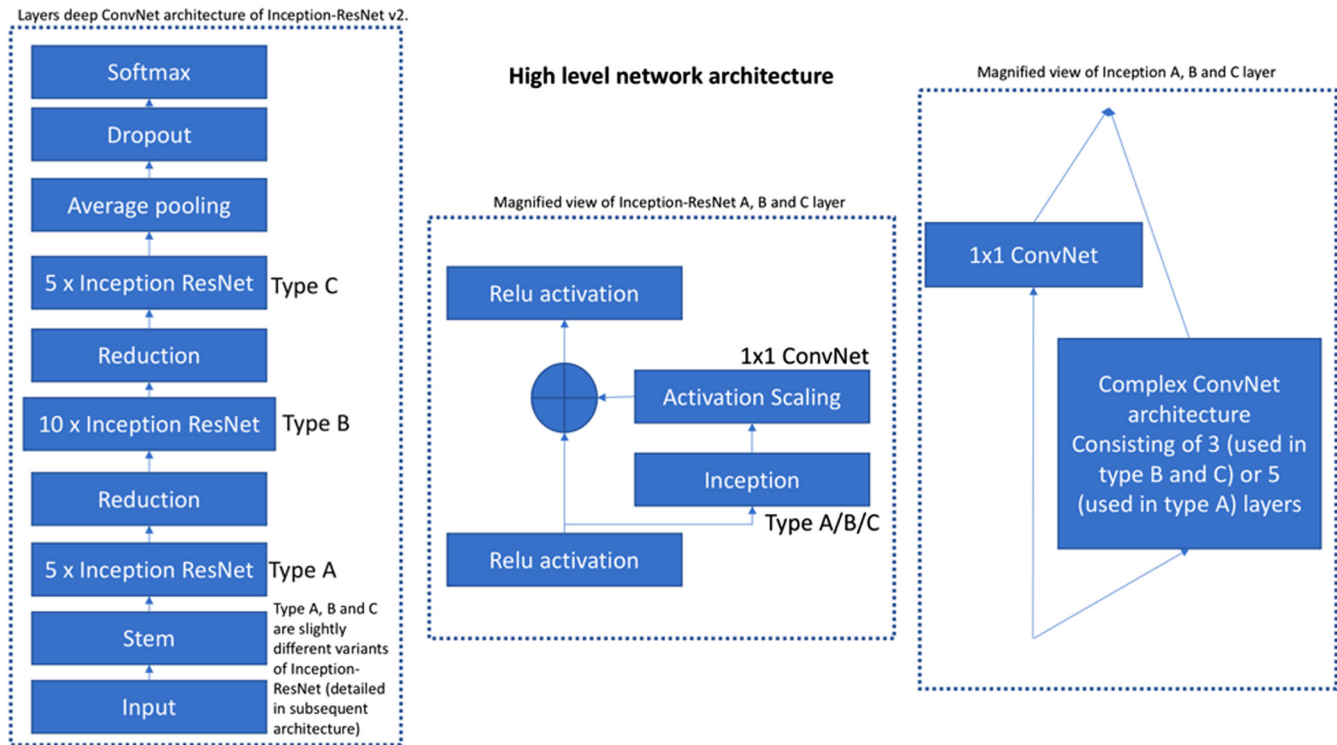 Layers deep ConvNet architecture of Inception-ResNet v2.
Softmax
Dropout
Average pooling
5 x Inception ResNet
Type C
Reduction
10 x Inception ResNet
Type B
Reduction
5 x Inception ResNet
Type A
Stem
Input
Type A, B and C
are slightly
different variants
of Inception-
ResNet (detailed
in subsequent
architecture)
High level network architecture
Magnified view of Inception-ResNet A, B and C layer
Relu activation
1x1 ConvNet
Activation Scaling
Inception
Type A/B/C
Relu activation
Magnified view of Inception A, B and C layer
1x1 ConvNet
Complex ConvNet
architecture
Consisting of 3 (used in
type B and C) or 5
(used in type A) layers